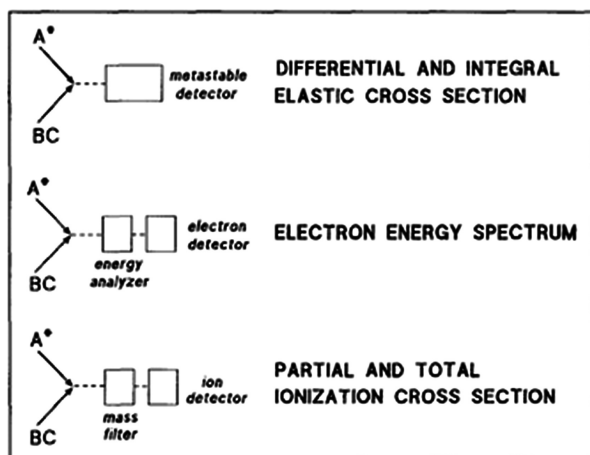 A*
metastable
detector
BC
DIFFERENTIAL AND INTEGRAL
ELASTIC CROSS SECTION
A*
electron
detector
energy
analyzer
BC
ELECTRON ENERGY SPECTRUM
A*
ion
detector
mass
filter
BC
PARTIAL AND TOTAL
IONIZATION CROSS SECTION